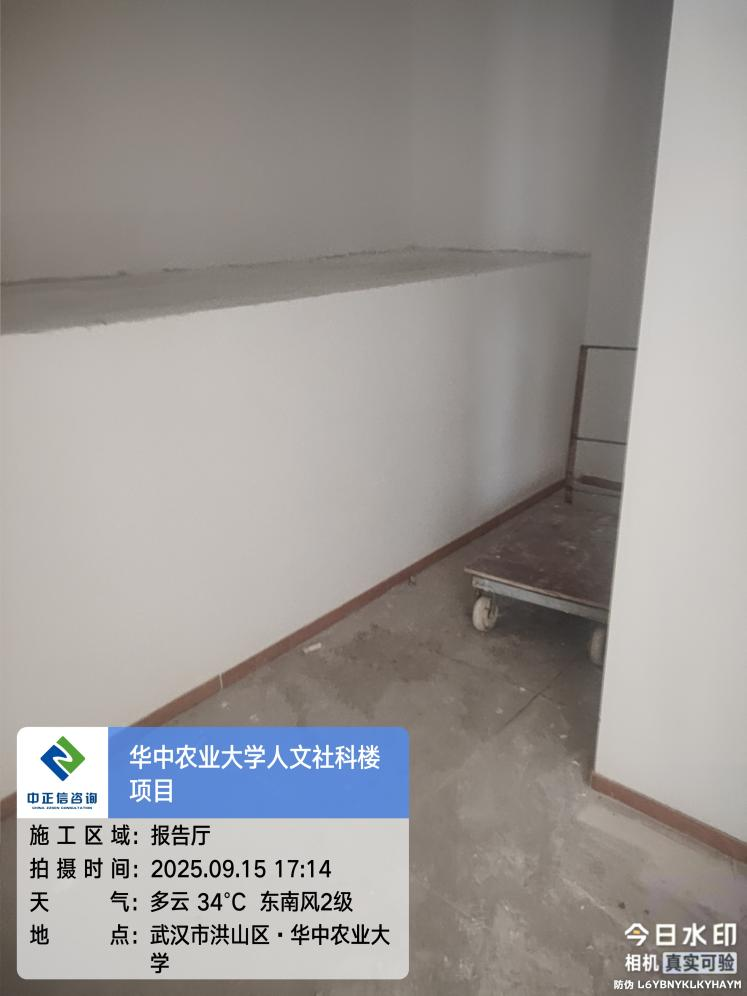 华中农业大学人文社科楼
项目
中正信咨询
CHINA ZZXIN CONSULTATION
施工区域：报告厅
拍摄时间：2025.09.15 17:14
天气：多云 34℃ 东南风2级
地点：武汉市洪山区·华中农业大
学
今日水印
相机 真实可验
防伪 L6YBNYKLKYHAYM